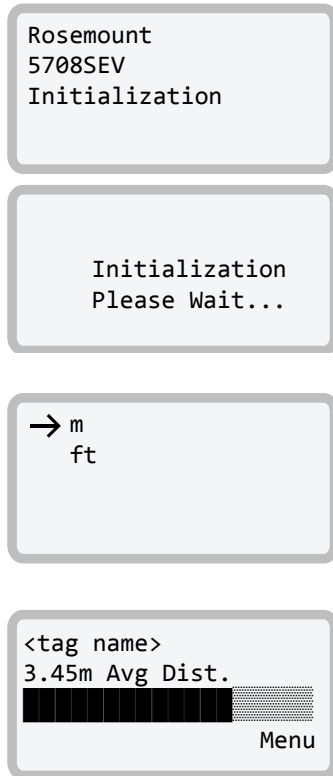 Rosemount
5708SEV
Initialization
Initialization
Please Wait...
→ m
ft
<tag name>
3.45m Avg Dist.
Menu